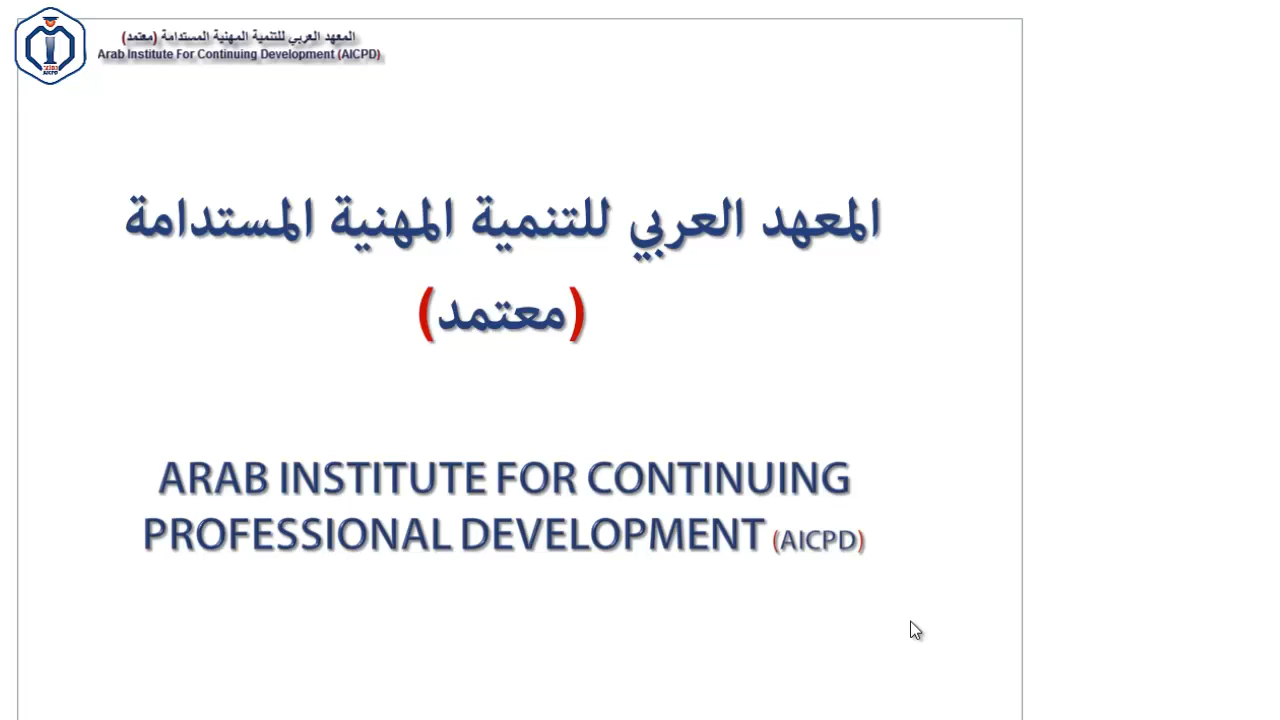 المعهد العربي للتنمية المهنية المستدامة (معتمد)
Arab Institute For Continuing Development (AICPD)
المعهد العربي للتنمية المهنية المستدامة
(معتمد)
ARAB INSTITUTE FOR CONTINUING
PROFESSIONAL DEVELOPMENT (AICPD)
AICPD